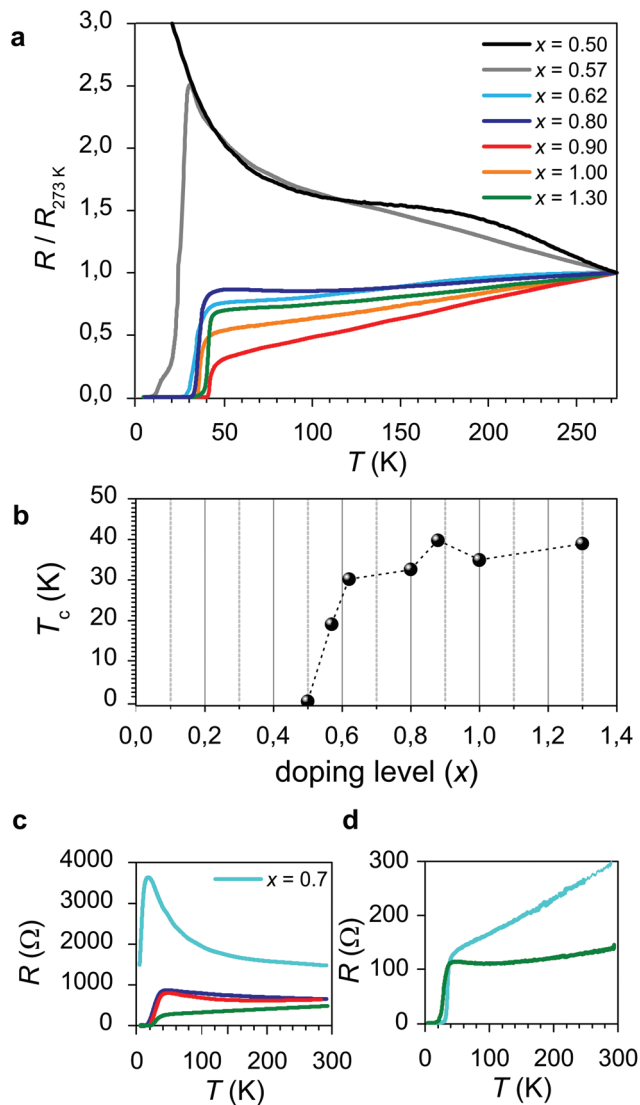 a
3,0
2,5
2,0
1,5
1,0
0,5
0,0
R / R273 K
x = 0.50
x = 0.57
x = 0.62
x = 0.80
x = 0.90
x = 1.00
x = 1.30
0 50 100 150 200 250
T (K)
b
50
40
30
20
10
0
Tc (K)
0,0 0,2 0,4 0,6 0,8 1,0 1,2 1,4
doping level (x)
c
4000
3000
2000
1000
0
R (Ω)
x = 0.7
0 100 200 300
T (K)
d
300
200
100
0
R (Ω)
0 100 200 300
T (K)